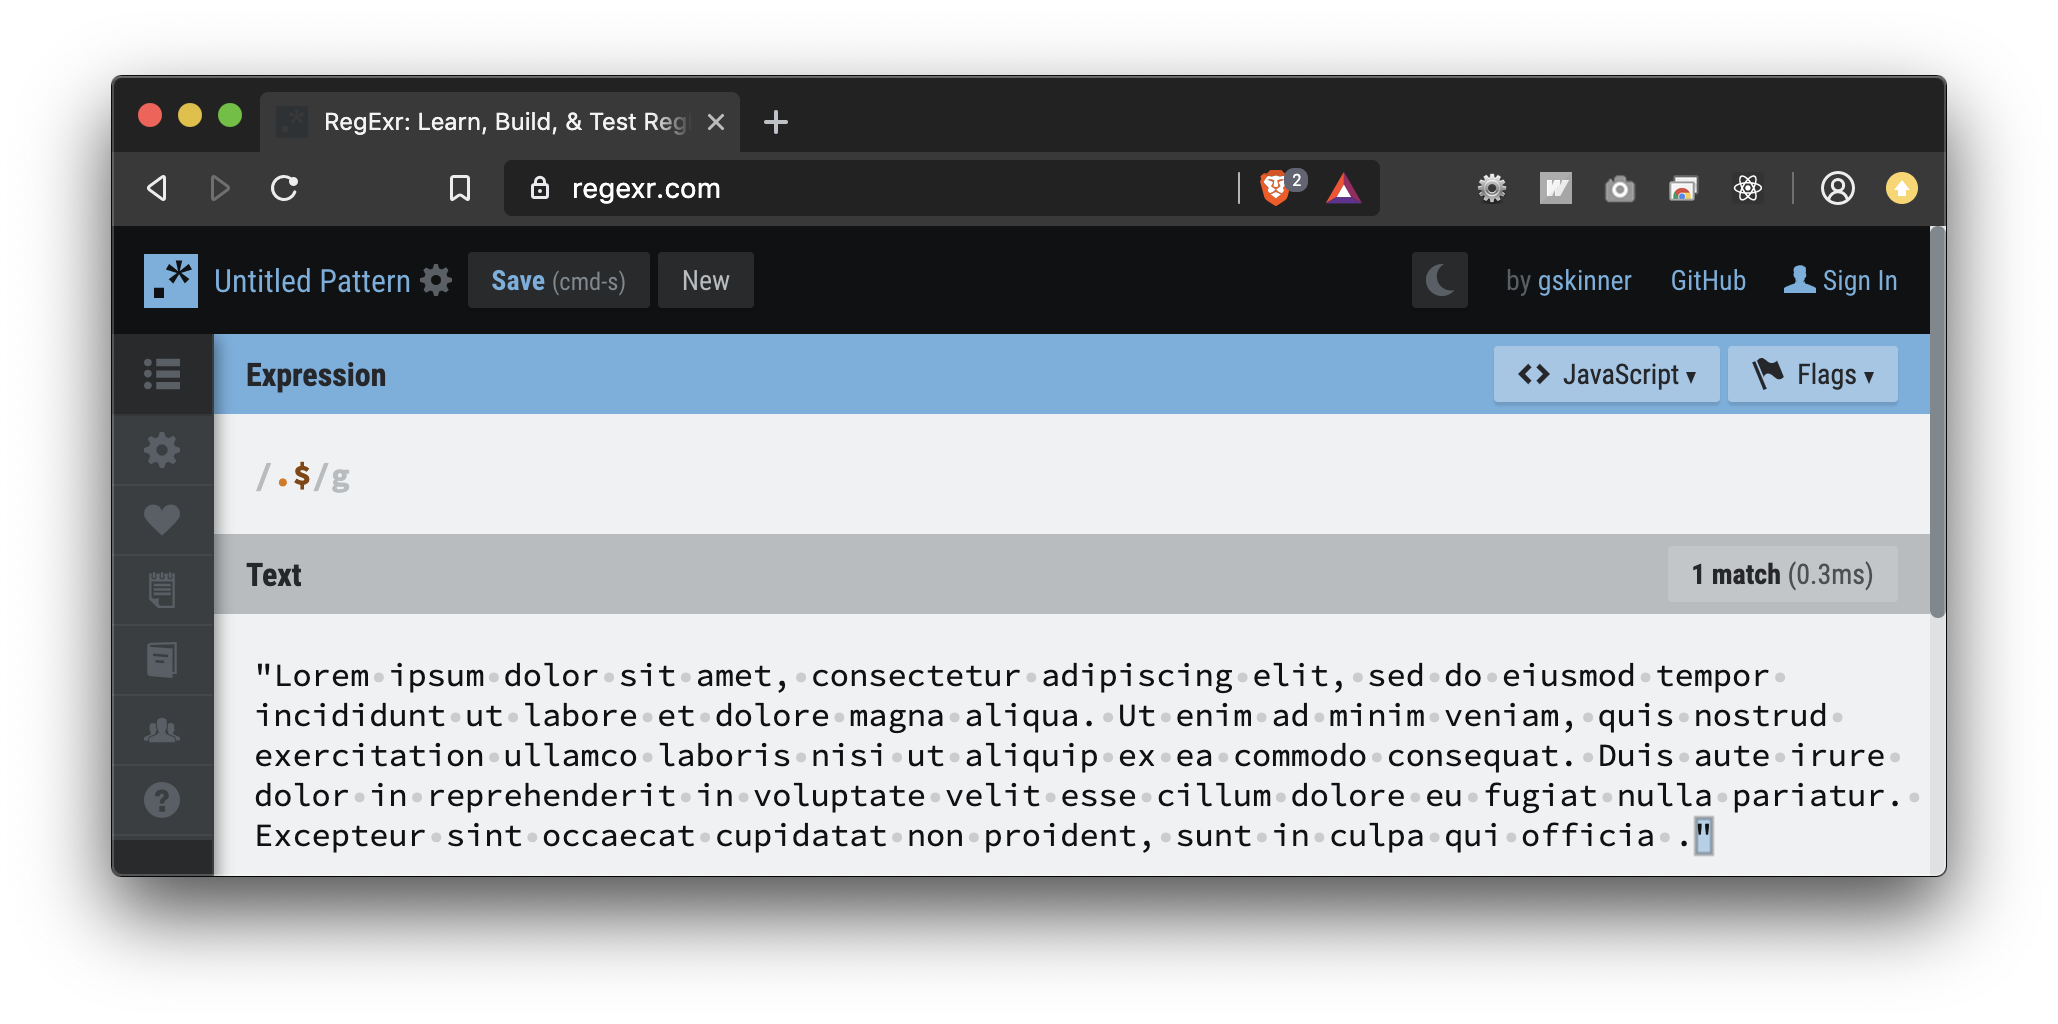 RegExr: Learn, Build, & Test Reg
regexr.com
2
Untitled Pattern
Save (cmd-s)
New
by gskinner
GitHub
Sign In
Expression
JavaScript ▾
Flags ▾
/.$/g
Text
1 match (0.3ms)
"Lorem ipsum dolor sit amet, consectetur adipiscing elit, sed do eiusmod tempor
incididunt ut labore et dolore magna aliqua. Ut enim ad minim veniam, quis nostrud
exercitation ullamco laboris nisi ut aliquip ex ea commodo consequat. Duis aute irure
dolor in reprehenderit in voluptate velit esse cillum dolore eu fugiat nulla pariatur.
Excepteur sint occaecat cupidatat non proident, sunt in culpa qui officia ."